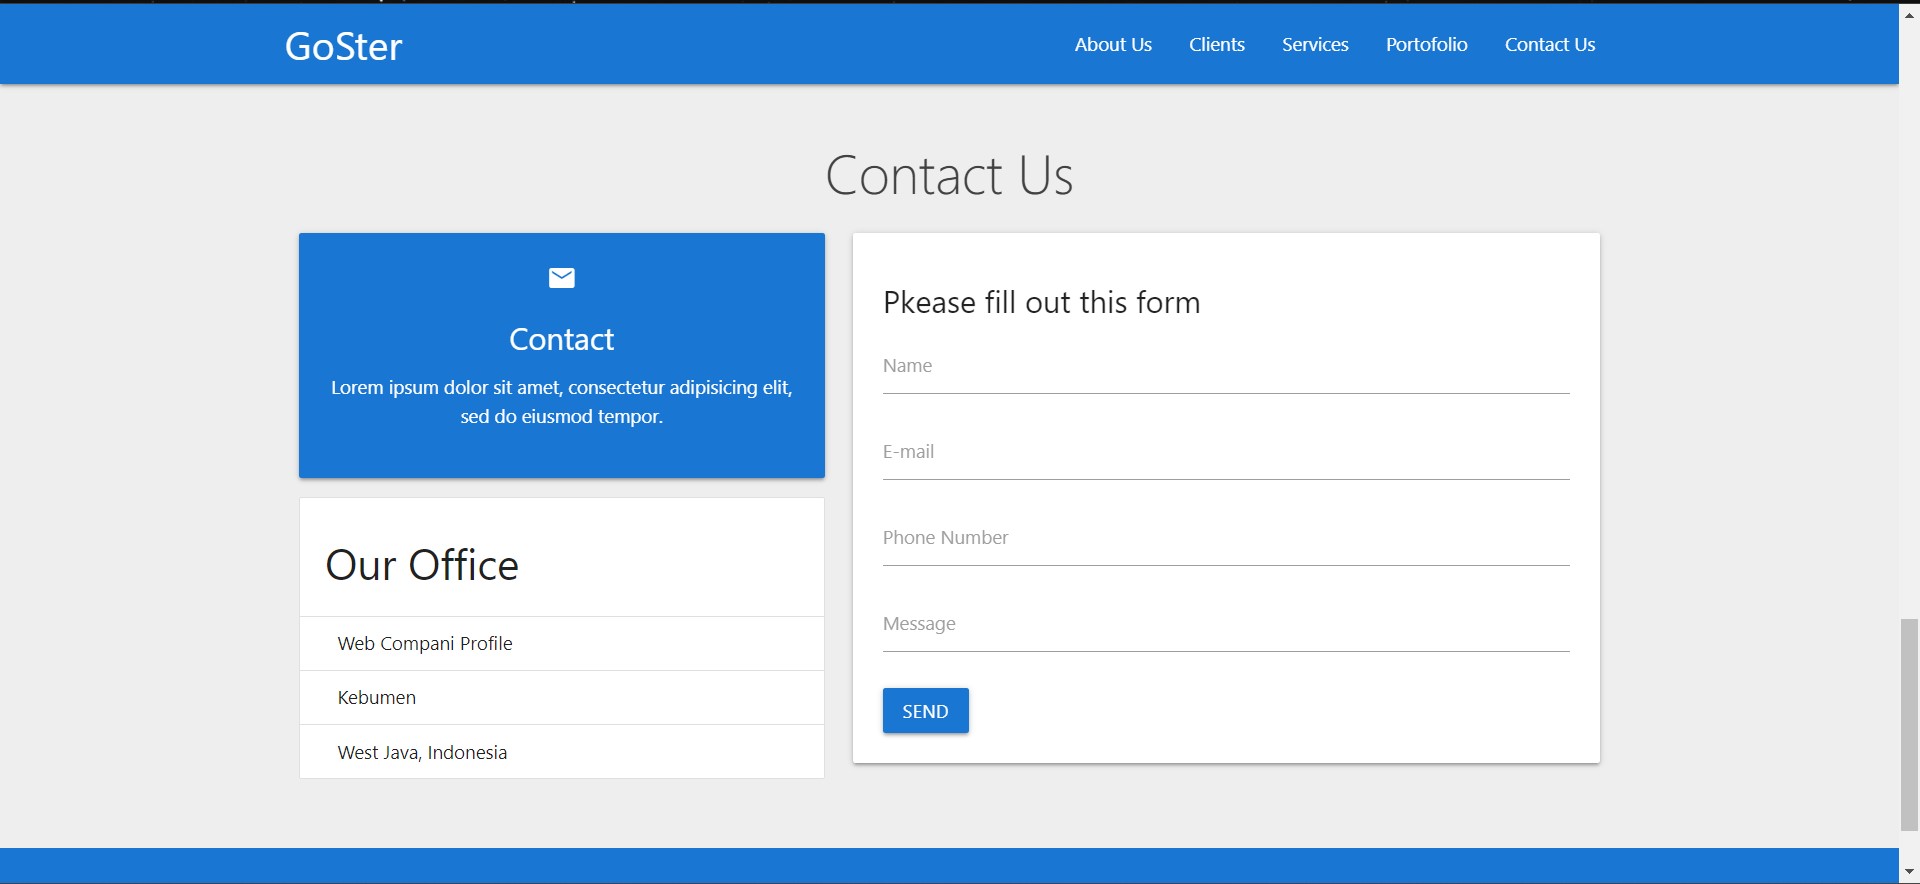 GoSter
About Us
Clients
Services
Portofolio
Contact Us
Contact Us
Contact
Lorem ipsum dolor sit amet, consectetur adipisicing elit,
sed do eiusmod tempor.
Our Office
Web Compani Profile
Kebumen
West Java, Indonesia
Pkease fill out this form
Name
E-mail
Phone Number
Message
SEND